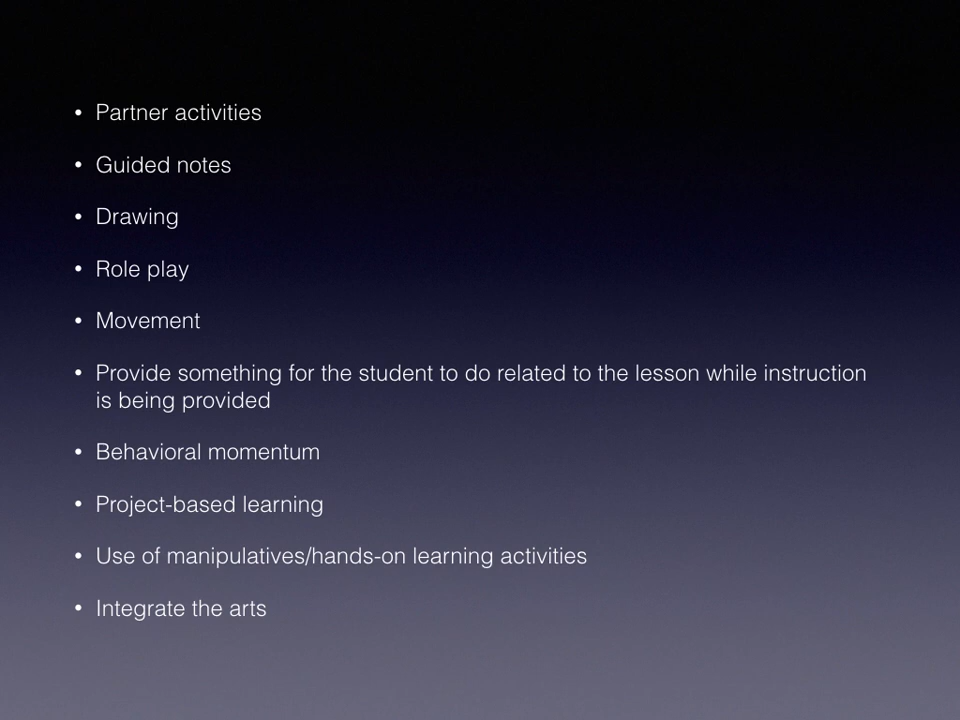 • Partner activities
• Guided notes
• Drawing
• Role play
• Movement
• Provide something for the student to do related to the lesson while instruction
is being provided
• Behavioral momentum
• Project-based learning
• Use of manipulatives/hands-on learning activities
• Integrate the arts